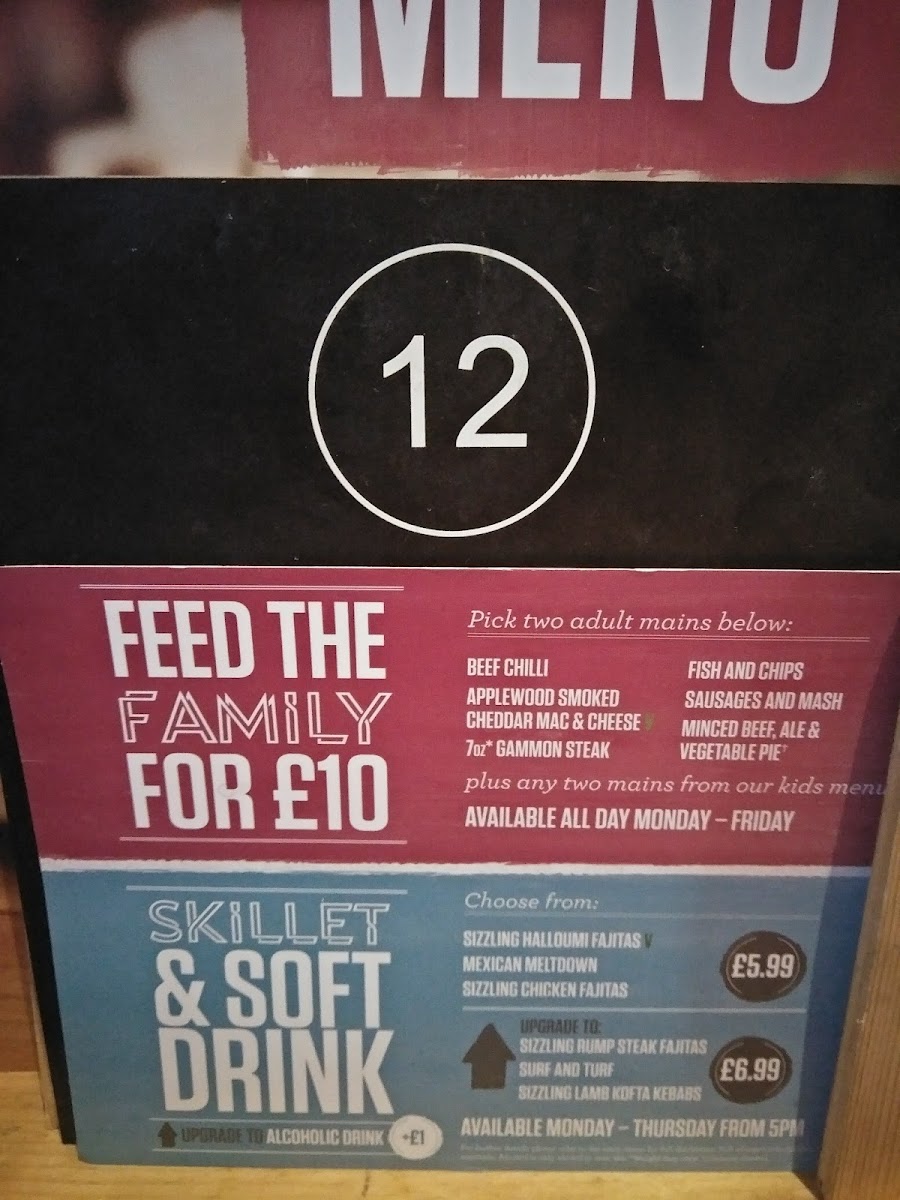 MENU
12
FEED THE
FAMILY
FOR £10
Pick two adult mains below:
BEEF CHILLI
APPLEWOOD SMOKED
CHEDDAR MAC & CHEESE V
7oz* GAMMON STEAK
FISH AND CHIPS
SAUSAGES AND MASH
MINCED BEEF, ALE &
VEGETABLE PIE†
plus any two mains from our kids menu
AVAILABLE ALL DAY MONDAY – FRIDAY
SKILLET
& SOFT
DRINK
UPGRADE TO ALCOHOLIC DRINK +£1
Choose from:
SIZZLING HALLOUMI FAJITAS V
MEXICAN MELTDOWN
SIZZLING CHICKEN FAJITAS
£5.99
UPGRADE TO:
SIZZLING RUMP STEAK FAJITAS
SURF AND TURF
SIZZLING LAMB KOFTA KEBABS
£6.99
AVAILABLE MONDAY – THURSDAY FROM 5PM